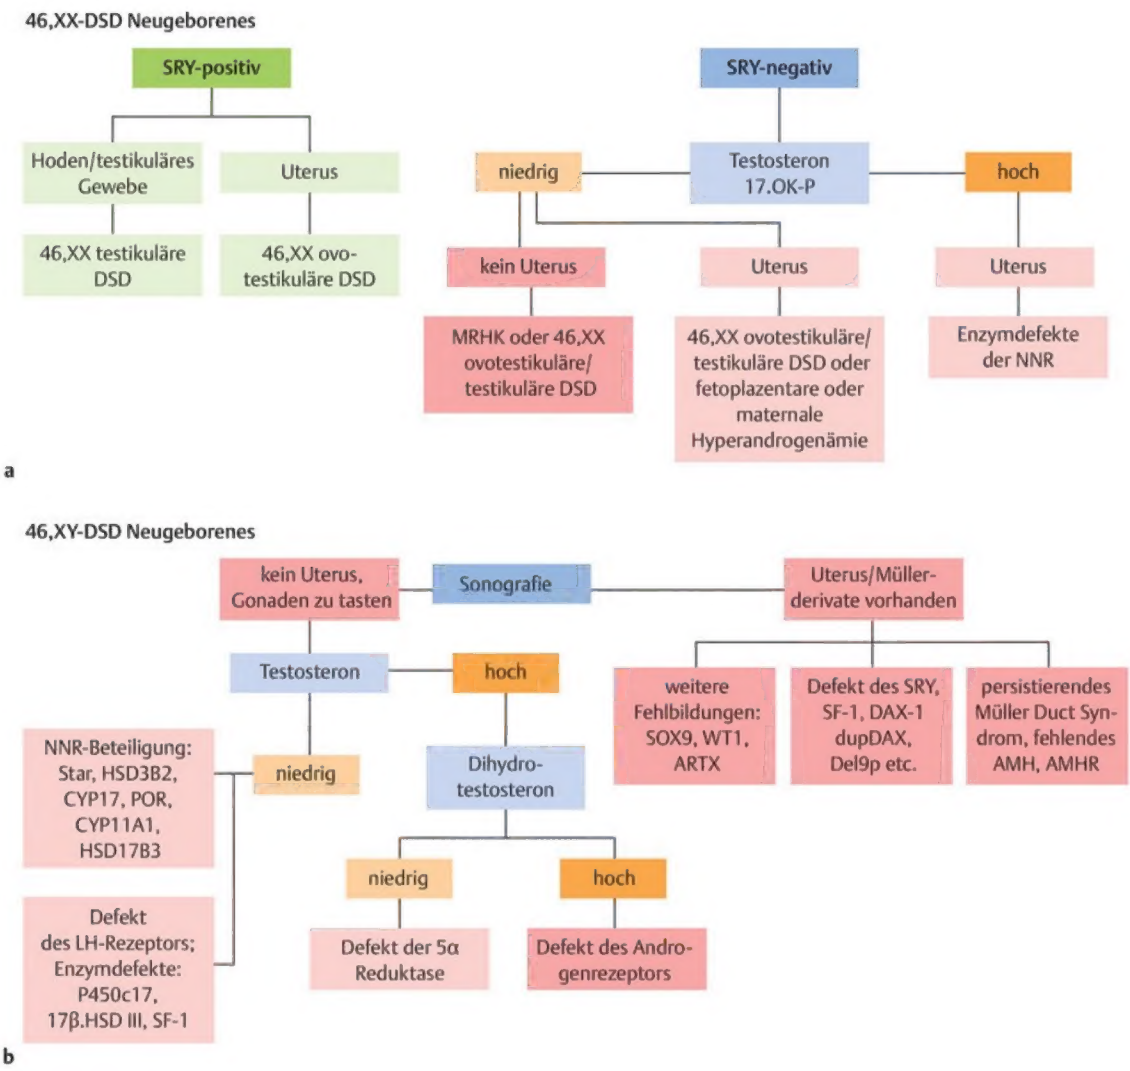 46,XX-DSD Neugeborenes
SRY-positiv
SRY-negativ
Hoden/testikuläres
Gewebe
Uterus
niedrig
Testosteron
17.OK-P
hoch
46,XX testikuläre
DSD
46,XX ovo-
testikuläre DSD
kein Uterus
Uterus
Uterus
MRHK oder 46,XX
ovotestikuläre/
testikuläre DSD
46,XX ovotestikuläre/
testikuläre DSD oder
fetoplazentare oder
maternale
Hyperandrogenämie
Enzymdefekte
der NNR
a
46,XY-DSD Neugeborenes
kein Uterus,
Gonaden zu tasten
Sonografie
Uterus/Müller-
derivate vorhanden
Testosteron
hoch
weitere
Fehlbildungen:
SOX9, WT1,
ARTX
Defekt des SRY,
SF-1, DAX-1
dupDAX,
Del9p etc.
persistierendes
Müller Duct Syn-
drom, fehlendes
AMH, AMHR
NNR-Beteiligung:
Star, HSD3B2,
CYP17, POR,
CYP11A1,
HSD17B3
niedrig
Dihydro-
testosteron
niedrig
hoch
Defekt
des LH-Rezeptors;
Enzymdefekte:
P450c17,
17β.HSD III, SF-1
Defekt der 5α
Reduktase
Defekt des Andro-
genrezeptors
b